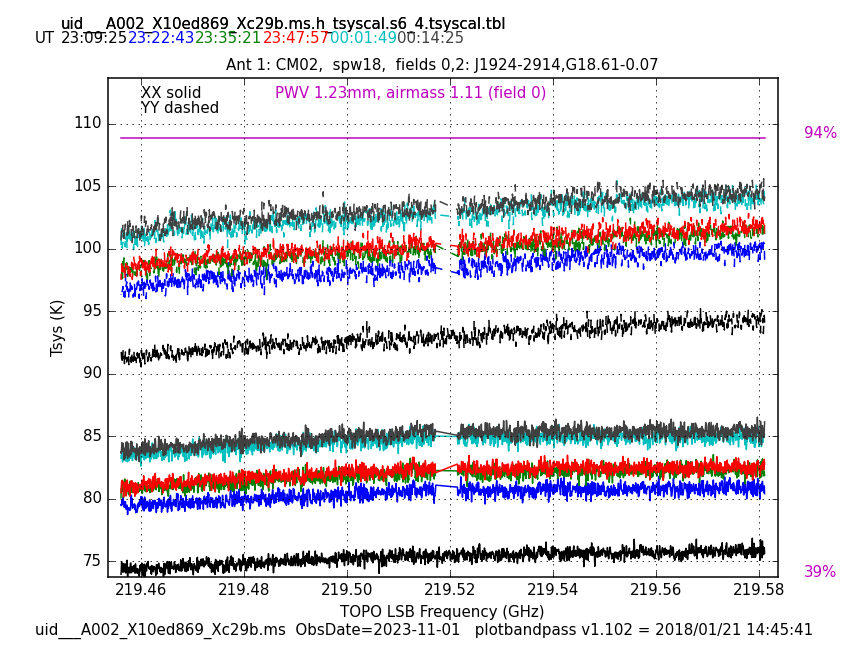 uid___A002_X10ed869_Xc29b.ms.h_tsyscal.s6_4.tsyscal.tbl
UT 23:09:25 23:22:43 23:35:21 23:47:57 00:01:49 00:14:25
Ant 1: CM02, spw18, fields 0,2: J1924-2914,G18.61-0.07
XX solid PWV 1.23mm, airmass 1.11 (field 0)
YY dashed
110
94%
105
100
95
Tsys (K)
90
85
80
75
39%
219.46 219.48 219.50 219.52 219.54 219.56 219.58
TOPO LSB Frequency (GHz)
uid___A002_X10ed869_Xc29b.ms ObsDate=2023-11-01 plotbandpass v1.102 = 2018/01/21 14:45:41